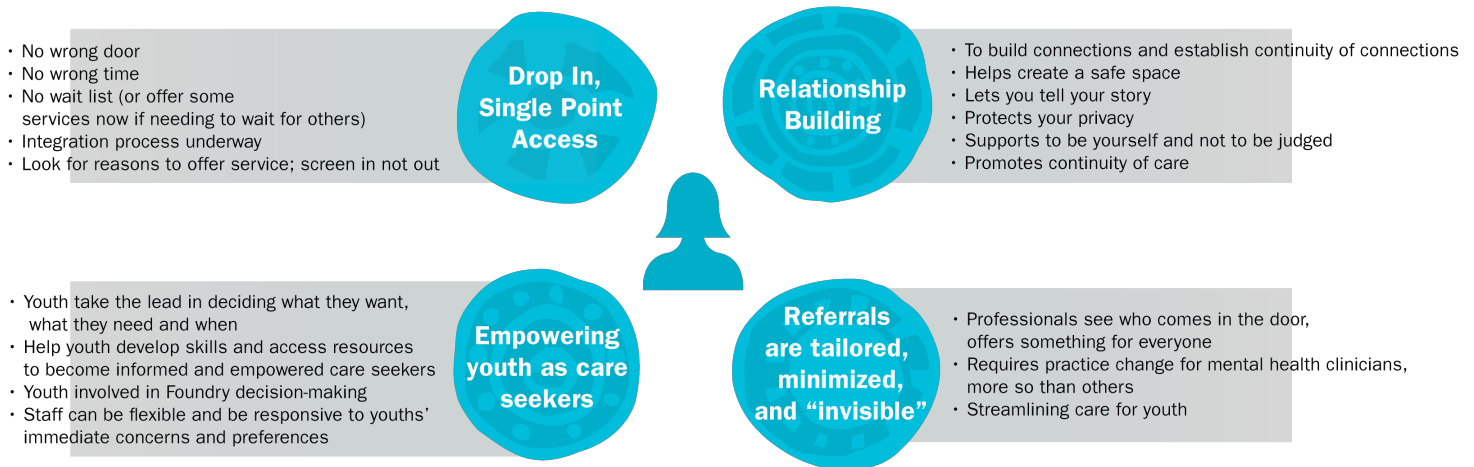 • No wrong door
• No wrong time
• No wait list (or offer some
services now if needing to wait for others)
• Integration process underway
• Look for reasons to offer service; screen in not out
Drop In,
Single Point
Access
Relationship
Building
• To build connections and establish continuity of connections
• Helps create a safe space
• Lets you tell your story
• Protects your privacy
• Supports to be yourself and not to be judged
• Promotes continuity of care
• Youth take the lead in deciding what they want,
what they need and when
• Help youth develop skills and access resources
to become informed and empowered care seekers
• Youth involved in Foundry decision-making
• Staff can be flexible and be responsive to youths’
immediate concerns and preferences
Empowering
youth as care
seekers
Referrals
are tailored,
minimized,
and “invisible”
• Professionals see who comes in the door,
offers something for everyone
• Requires practice change for mental health clinicians,
more so than others
• Streamlining care for youth